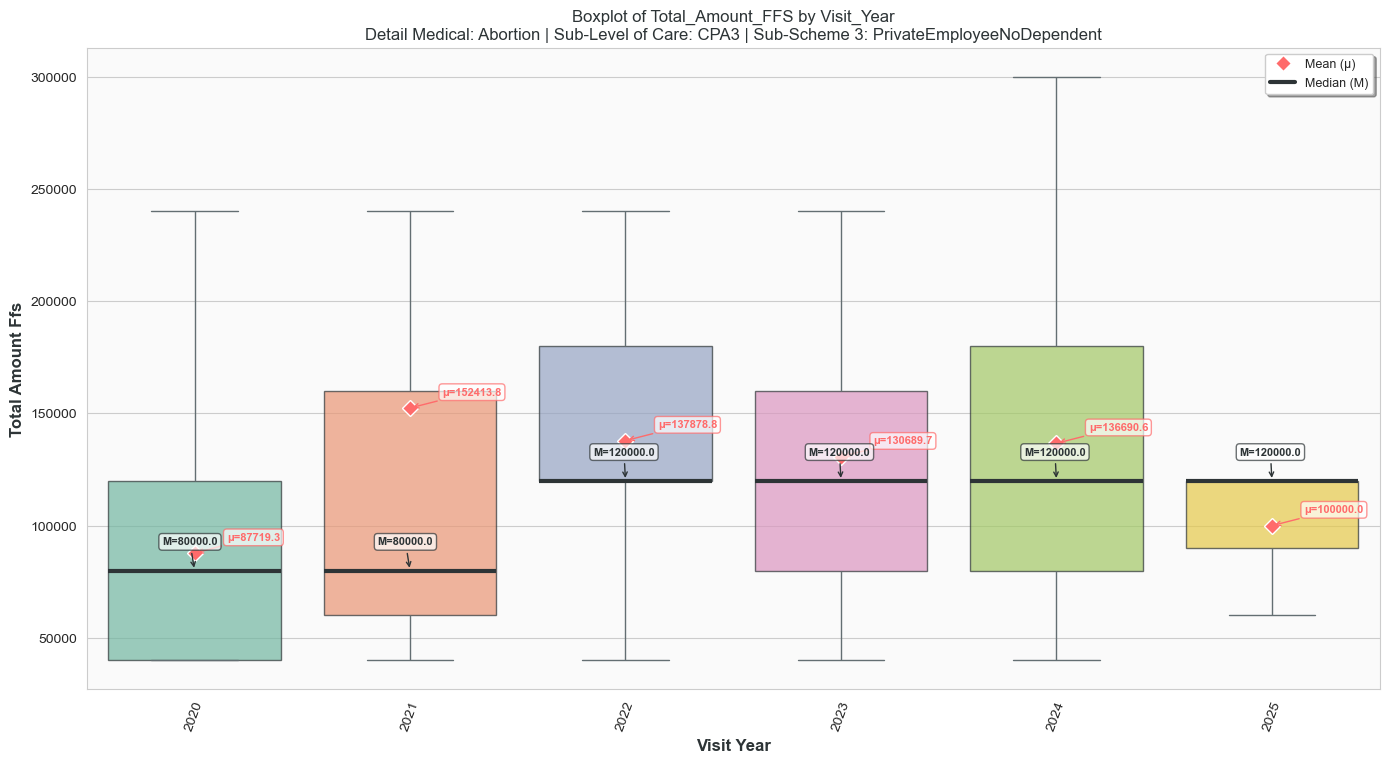 Boxplot of Total_Amount_FFS by Visit_Year
Detail Medical: Abortion | Sub-Level of Care: CPA3 | Sub-Scheme 3: PrivateEmployeeNoDependent
Mean (μ)
Median (M)
Total Amount Ffs
300000
250000
200000
150000
100000
50000
M=80000.0
μ=87719.3
μ=152413.8
M=80000.0
μ=137878.8
M=120000.0
μ=130689.7
M=120000.0
μ=136690.6
M=120000.0
M=120000.0
μ=100000.0
2020
2021
2022
2023
2024
2025
Visit Year